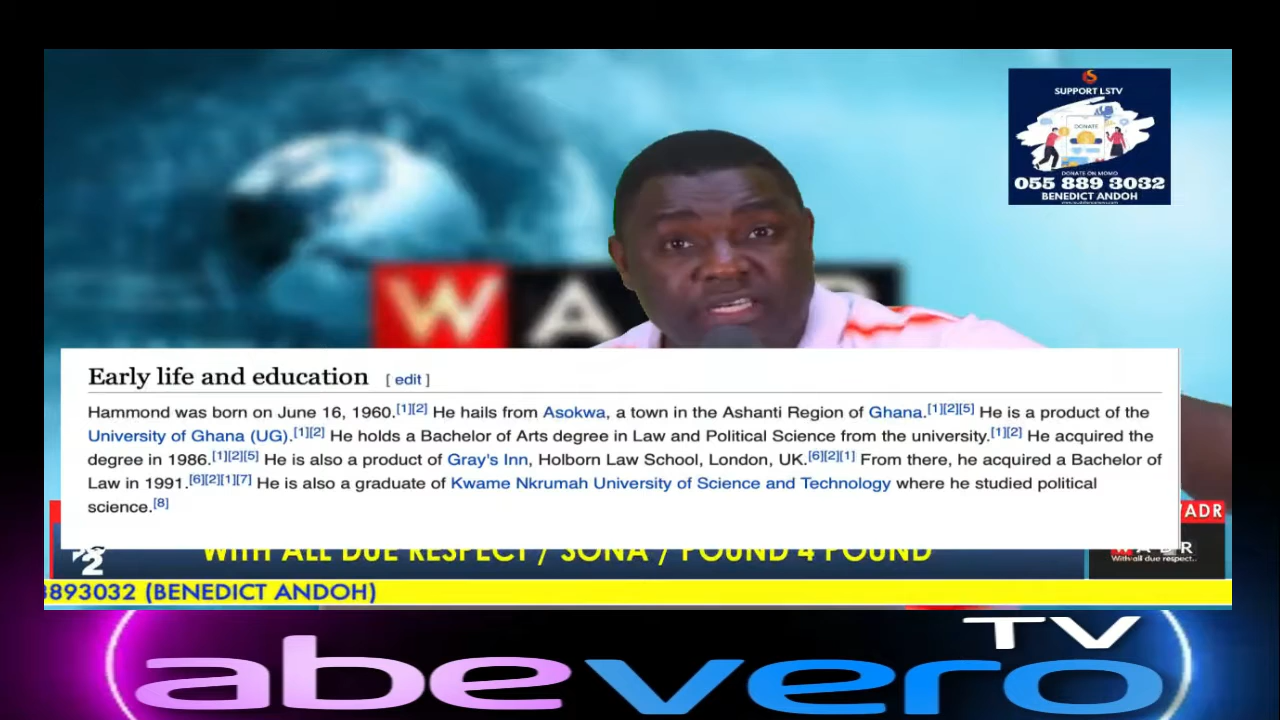 SUPPORT LSTV
DONATE
DONATE ON MOMO
055 889 3032
BENEDICT ANDOH
W A R
Early life and education [ edit ]
Hammond was born on June 16, 1960.[1][2] He hails from Asokwa, a town in the Ashanti Region of Ghana.[1][2][5] He is a product of the
University of Ghana (UG).[1][2] He holds a Bachelor of Arts degree in Law and Political Science from the university.[1][2] He acquired the
degree in 1986.[1][2][5] He is also a product of Gray's Inn, Holborn Law School, London, UK.[6][2][1] From there, he acquired a Bachelor of
Law in 1991.[6][2][1][7] He is also a graduate of Kwame Nkrumah University of Science and Technology where he studied political
science.[8]
WADR
WITH ALL DUE RESPECT / SONA / POUND 4 POUND
2
WADR
With all due respect..
8893032 (BENEDICT ANDOH)
abevero TV